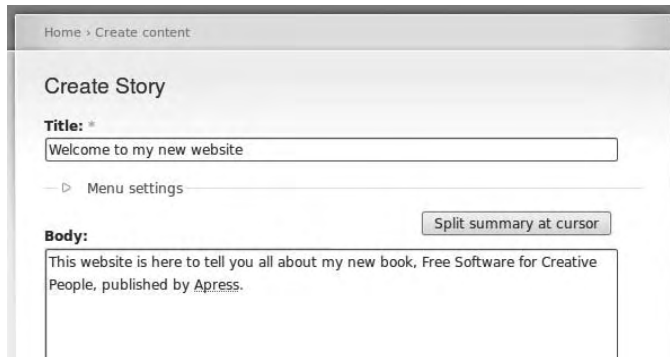 Home › Create content
Create Story
Title: *
Welcome to my new website
Menu settings
Split summary at cursor
Body:
This website is here to tell you all about my new book, Free Software for Creative
People, published by Apress.